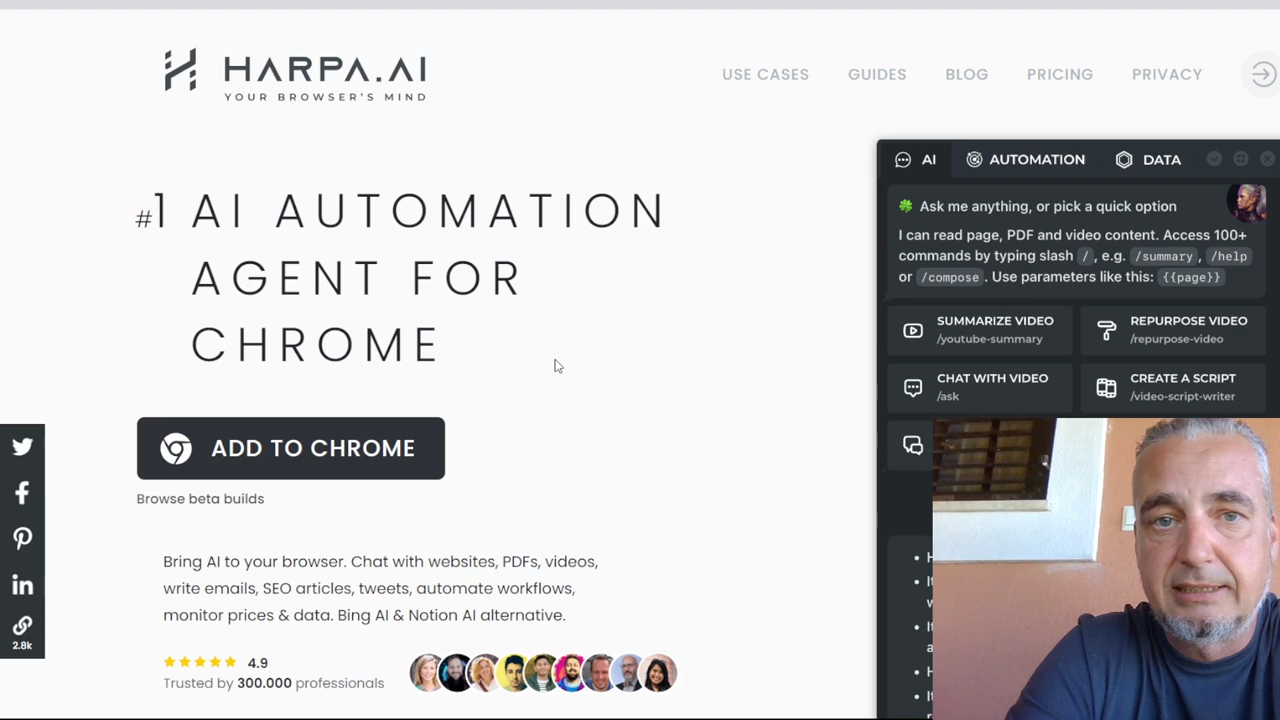 HARPA.AI
YOUR BROWSER'S MIND
USE CASES
GUIDES
BLOG
PRICING
PRIVACY
#1 AI AUTOMATION
AGENT FOR
CHROME
ADD TO CHROME
Browse beta builds
Bring AI to your browser. Chat with websites, PDFs, videos,
write emails, SEO articles, tweets, automate workflows,
monitor prices & data. Bing AI & Notion AI alternative.
4.9
Trusted by 300.000 professionals
2.8k
AI
AUTOMATION
DATA
🍀 Ask me anything, or pick a quick option
I can read page, PDF and video content. Access 100+
commands by typing slash / , e.g. /summary , /help
or /compose . Use parameters like this: {{page}}
SUMMARIZE VIDEO
/youtube-summary
REPURPOSE VIDEO
/repurpose-video
CHAT WITH VIDEO
/ask
CREATE A SCRIPT
/video-script-writer